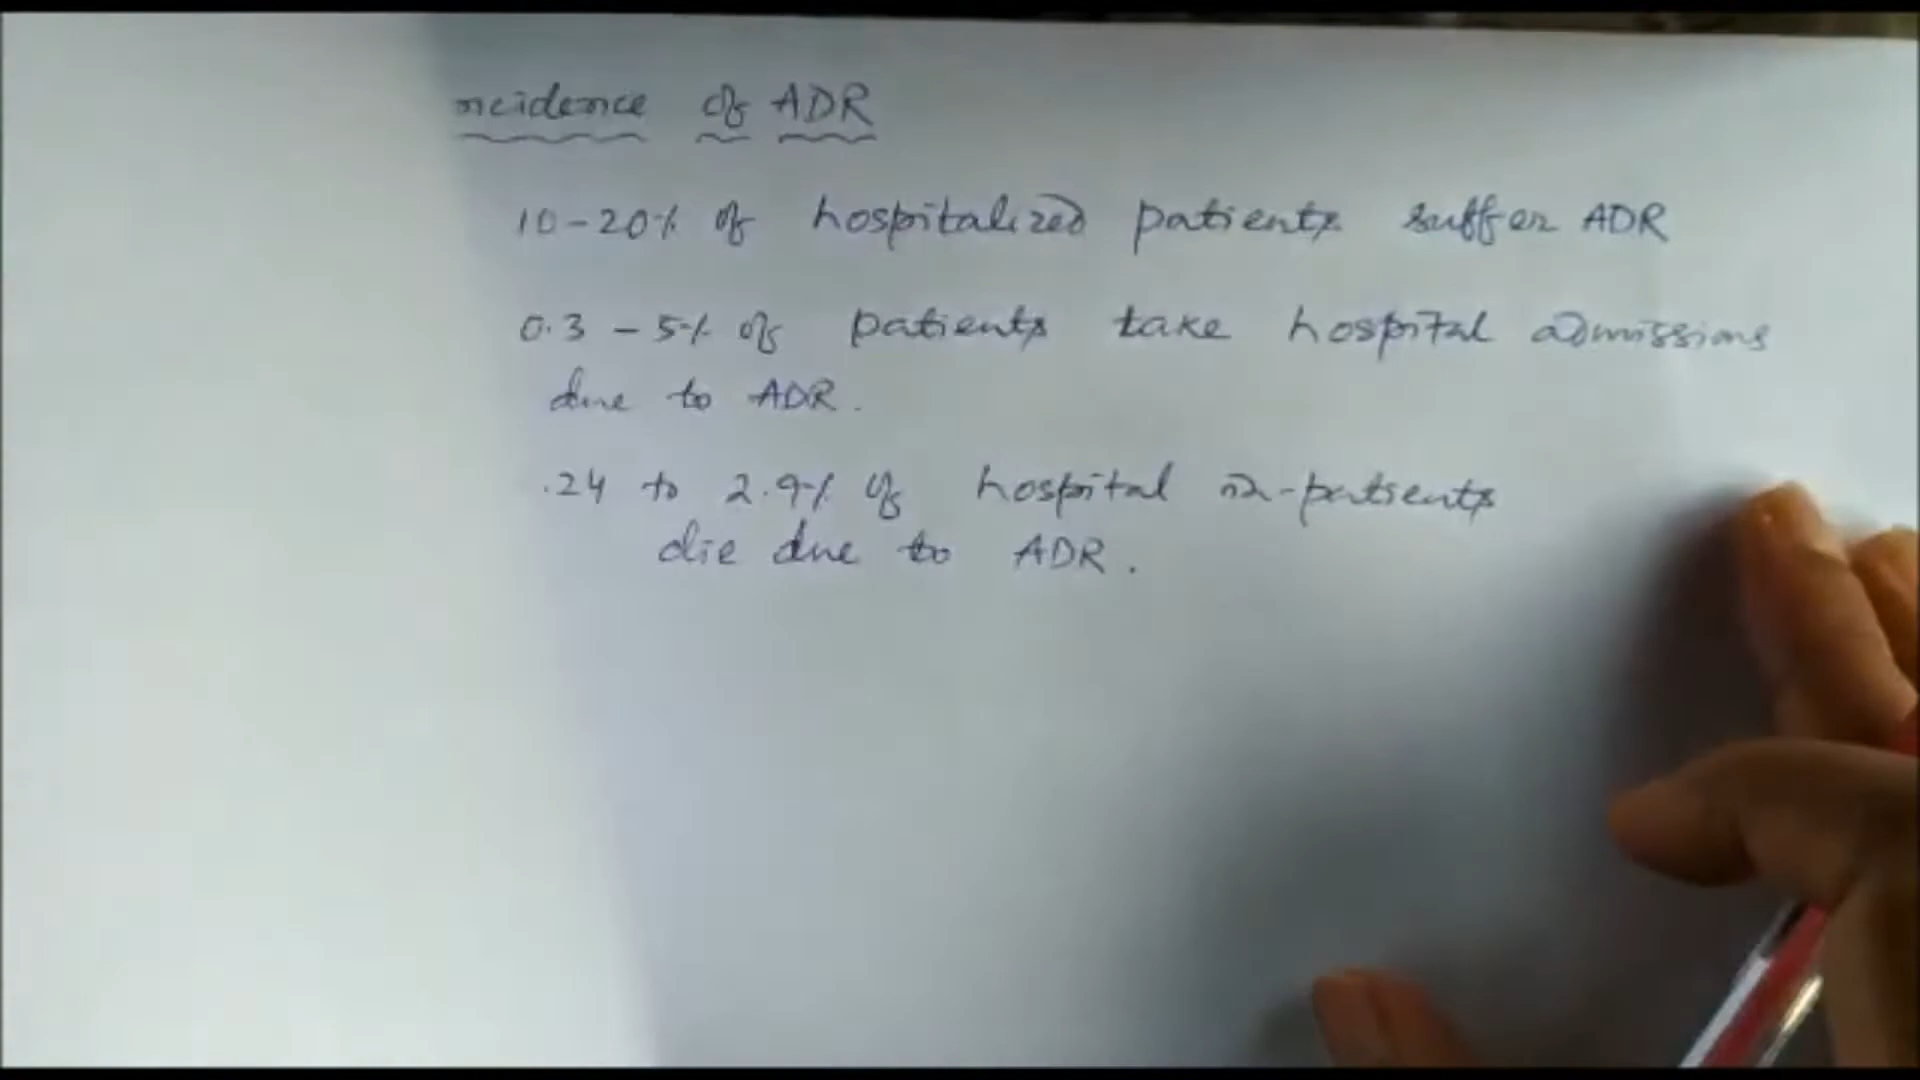 ncidence of ADR
10-20% of hospitalized patients suffer ADR
0.3 - 5% of patients take hospital admissions
due to ADR.
.24 to 2.9% of hospital in-patients
die due to ADR.